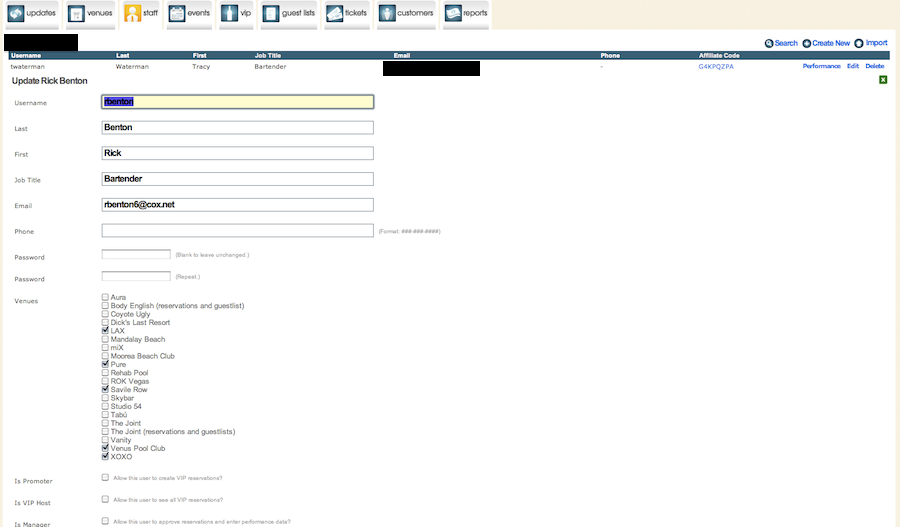 updates venues staff events vip guest lists tickets customers reports
Search Create New Import
Username Last First Job Title Email Phone Affiliate Code
twaterman Waterman Tracy Bartender - G4KPQZPA Performance Edit Delete
Update Rick Benton
Username rbenton
Last Benton
First Rick
Job Title Bartender
Email rbenton6@cox.net
Phone (Format: ###-###-####)
Password (Blank to leave unchanged.)
Password (Repeat.)
Venues Aura
Body English (reservations and guestlist)
Coyote Ugly
Dick's Last Resort
LAX
Mandalay Beach
miX
Moorea Beach Club
Pure
Rehab Pool
ROK Vegas
Savile Row
Skybar
Studio 54
Tabú
The Joint
The Joint (reservations and guestlists)
Vanity
Venus Pool Club
XOXO
Is Promoter Allow this user to create VIP reservations?
Is VIP Host Allow this user to see all VIP reservations?
Is Manager Allow this user to approve reservations and enter performance data?